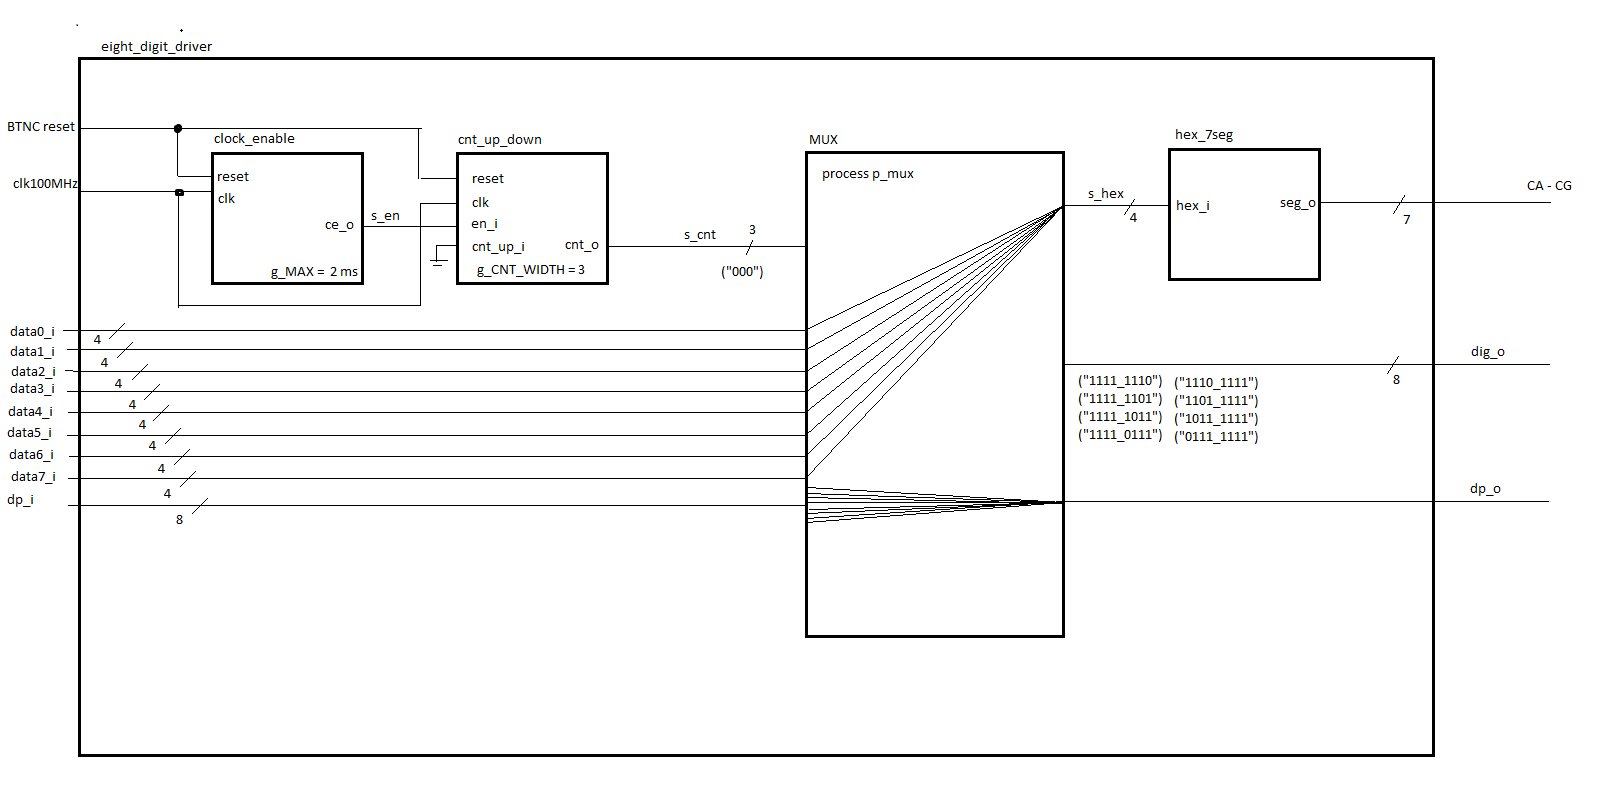 eight_digit_driver
BTNC reset
clk100MHz
clock_enable
reset
clk
ce_o
g_MAX = 2 ms
s_en
cnt_up_down
reset
clk
en_i
cnt_up_i
cnt_o
g_CNT_WIDTH = 3
s_cnt
3
("000")
MUX
process p_mux
s_hex
4
hex_7seg
hex_i
seg_o
7
CA - CG
data0_i
4
data1_i
4
data2_i
4
data3_i
4
data4_i
4
data5_i
4
data6_i
4
data7_i
4
dp_i
8
dig_o
8
("1111_1110") ("1110_1111")
("1111_1101") ("1101_1111")
("1111_1011") ("1011_1111")
("1111_0111") ("0111_1111")
dp_o